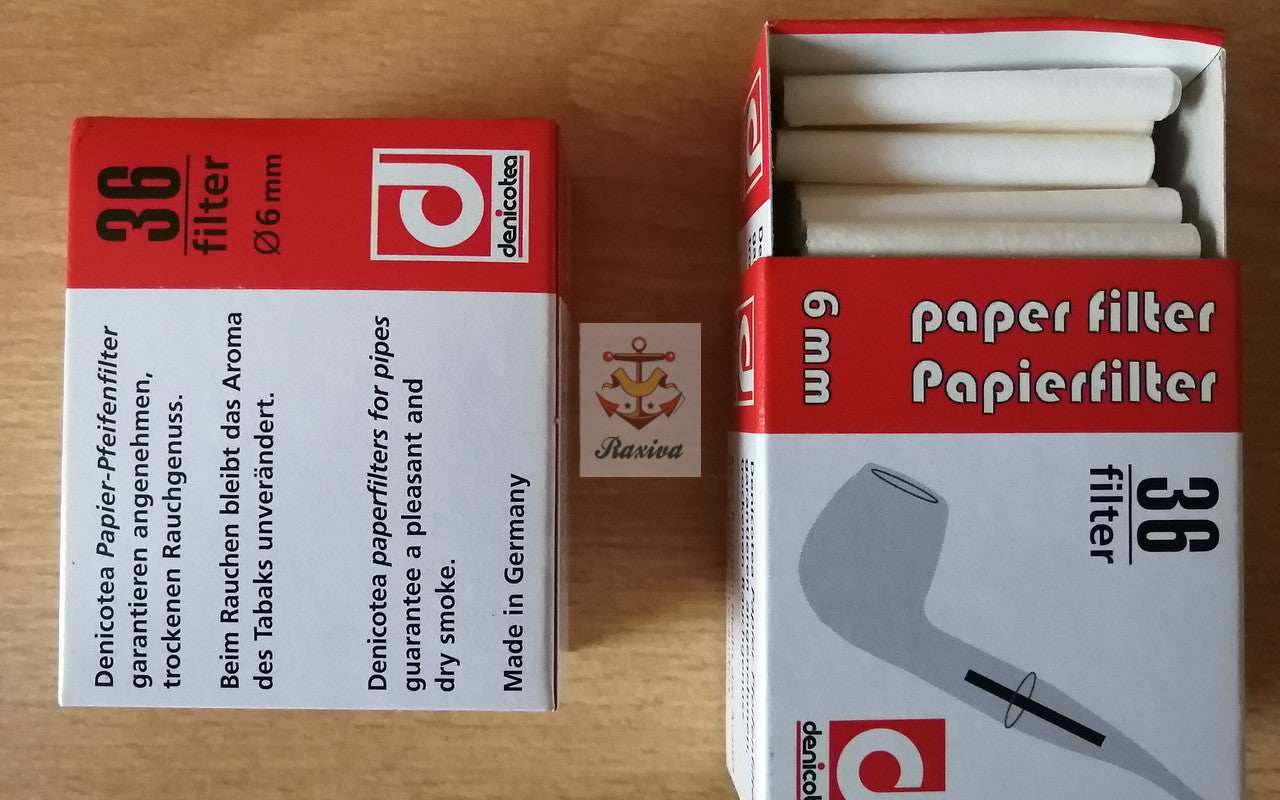 36
filter
Ø6 mm
denicotea
Denicotea Papier-Pfeifenfilter
garantieren angenehmen,
trockenen Rauchgenuss.
Beim Rauchen bleibt das Aroma
des Tabaks unverändert.
Denicotea paperfilters for pipes
guarantee a pleasant and
dry smoke.
Made in Germany
Raxiva
6 mm
paper filter
Papierfilter
36
filter
denicotea